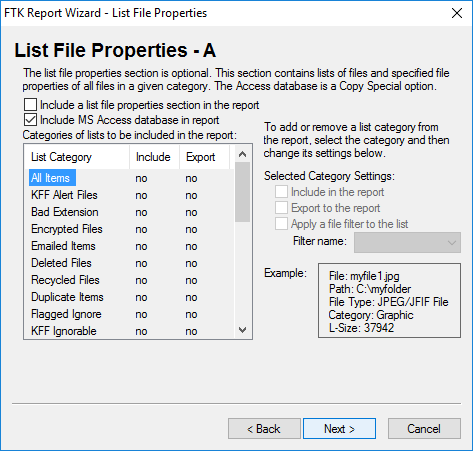 FTK Report Wizard - List File Properties
List File Properties - A
The list file properties section is optional. This section contains lists of files and specified file
properties of all files in a given category. The Access database is a Copy Special option.
Include a list file properties section in the report
Include MS Access database in report
Categories of lists to be included in the report:
List Category Include Export
All Items no no
KFF Alert Files no no
Bad Extension no no
Encrypted Files no no
Emailed Items no no
Deleted Files no no
Recycled Files no no
Duplicate Items no no
Flagged Ignore no no
KFF Ignorable no no
To add or remove a list category from
the report, select the category and then
change its settings below.
Selected Category Settings:
Include in the report
Export to the report
Apply a file filter to the list
Filter name:
Example:
File: myfile1.jpg
Path: C:\myfolder
File Type: JPEG/JFIF File
Category: Graphic
L-Size: 37942
< Back Next > Cancel